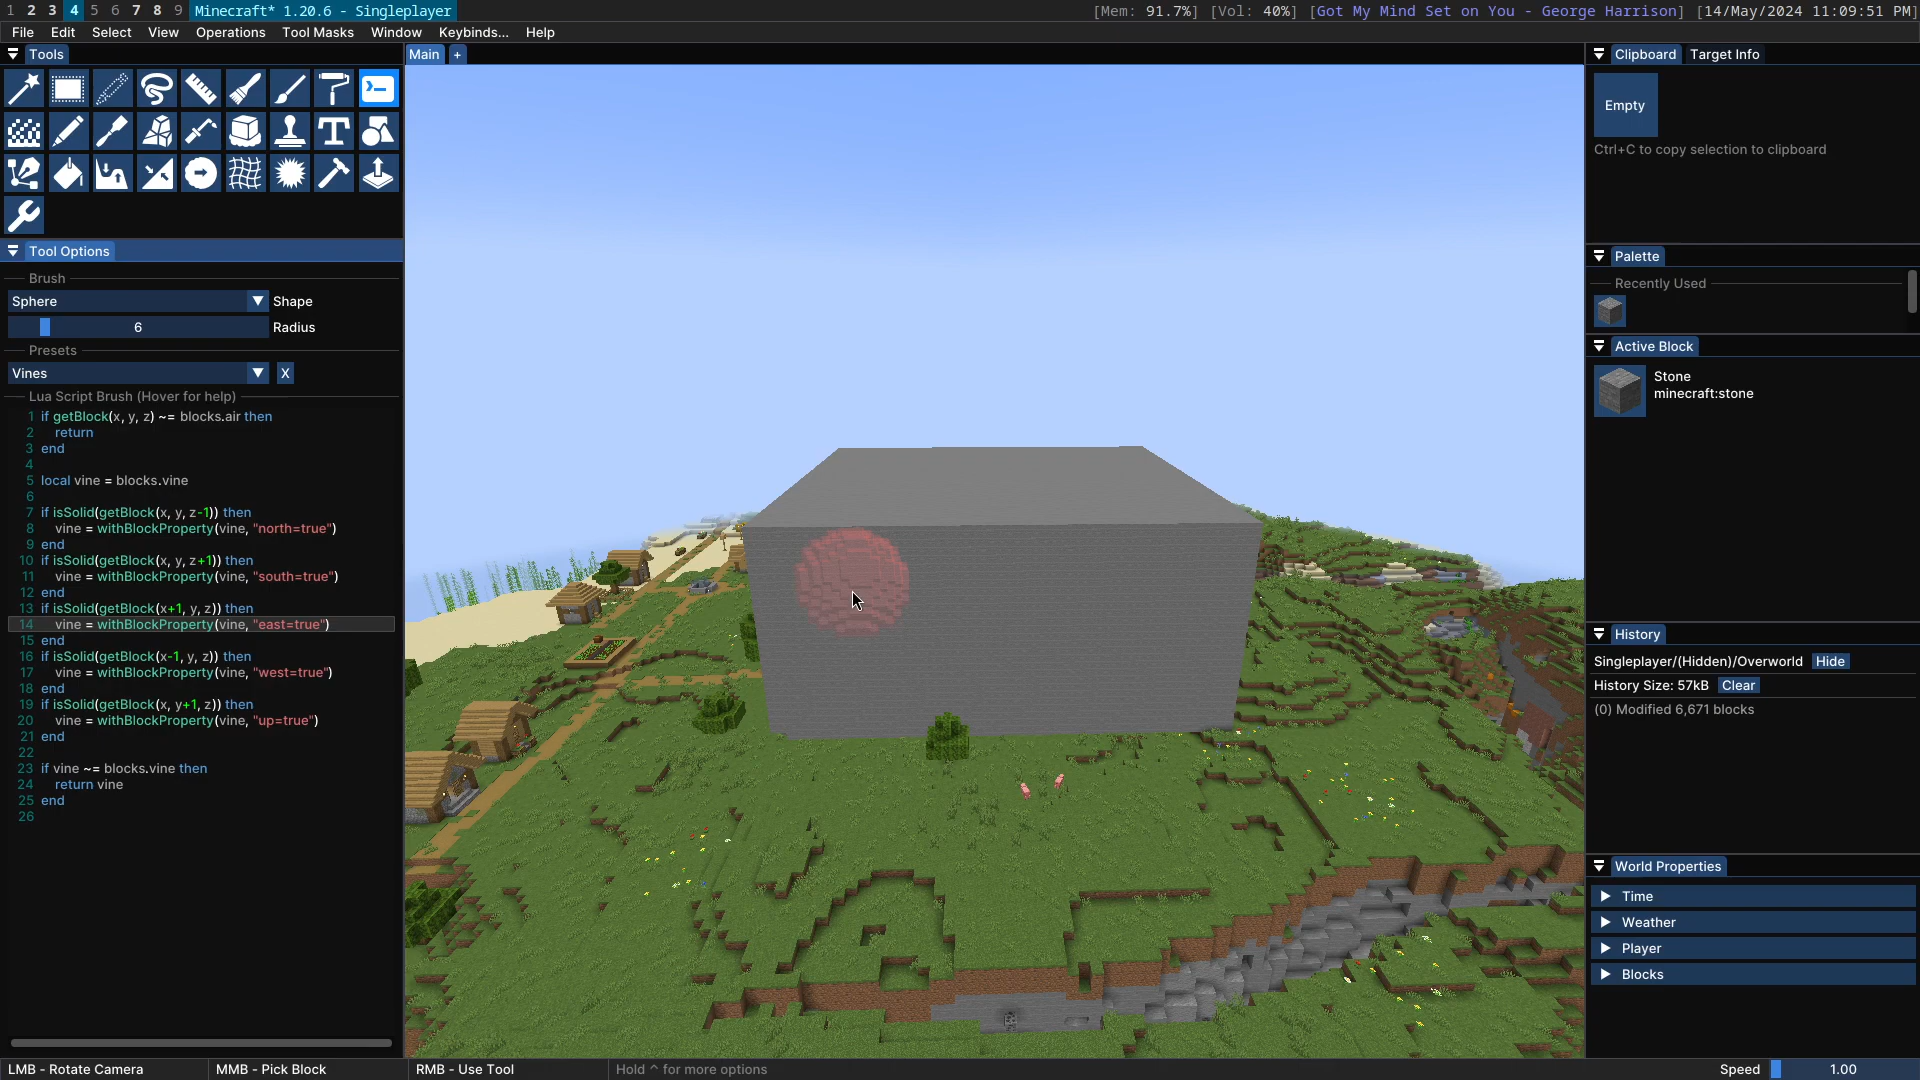 1 2 3 4 5 6 7 8 9 Minecraft* 1.20.6 - Singleplayer [Mem: 91.7%] [Vol: 40%] [Got My Mind Set on You - George Harrison] [14/May/2024 11:09:51 PM]
File Edit Select View Operations Tool Masks Window Keybinds... Help
Tools
Main +
Tool Options
Brush
Sphere Shape
6 Radius
Presets
Vines X
Lua Script Brush (Hover for help)
1 if getBlock(x, y, z) ~= blocks.air then
2 return
3 end
4
5 local vine = blocks.vine
6
7 if isSolid(getBlock(x, y, z-1)) then
8 vine = withBlockProperty(vine, "north=true")
9 end
10 if isSolid(getBlock(x, y, z+1)) then
11 vine = withBlockProperty(vine, "south=true")
12 end
13 if isSolid(getBlock(x+1, y, z)) then
14 vine = withBlockProperty(vine, "east=true")
15 end
16 if isSolid(getBlock(x-1, y, z)) then
17 vine = withBlockProperty(vine, "west=true")
18 end
19 if isSolid(getBlock(x, y+1, z)) then
20 vine = withBlockProperty(vine, "up=true")
21 end
22
23 if vine ~= blocks.vine then
24 return vine
25 end
26
Clipboard Target Info
Empty
Ctrl+C to copy selection to clipboard
Palette
Recently Used
Active Block
Stone
minecraft:stone
History
Singleplayer/(Hidden)/Overworld Hide
History Size: 57kB Clear
(0) Modified 6,671 blocks
World Properties
Time
Weather
Player
Blocks
LMB - Rotate Camera MMB - Pick Block RMB - Use Tool Hold ^ for more options Speed 1.00